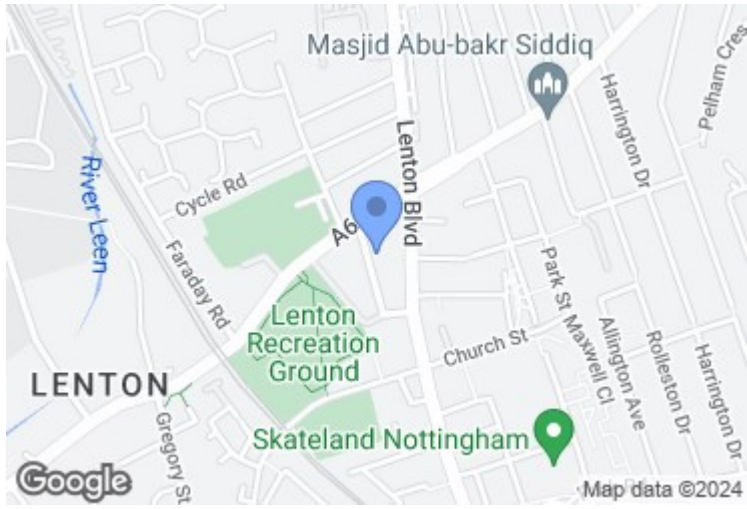 Masjid Abu-bakr Siddiq
Pelham Cres
Harrington Dr
Lenton Blvd
River Leen
Cycle Rd
A6
Faraday Rd
Lenton
Recreation
Ground
Church St
Park St
Maxwell Cl
Allington Ave
Rolleston Dr
Harrington Dr
LENTON
Gregory St
Skateland Nottingham
Google
Map data ©2024